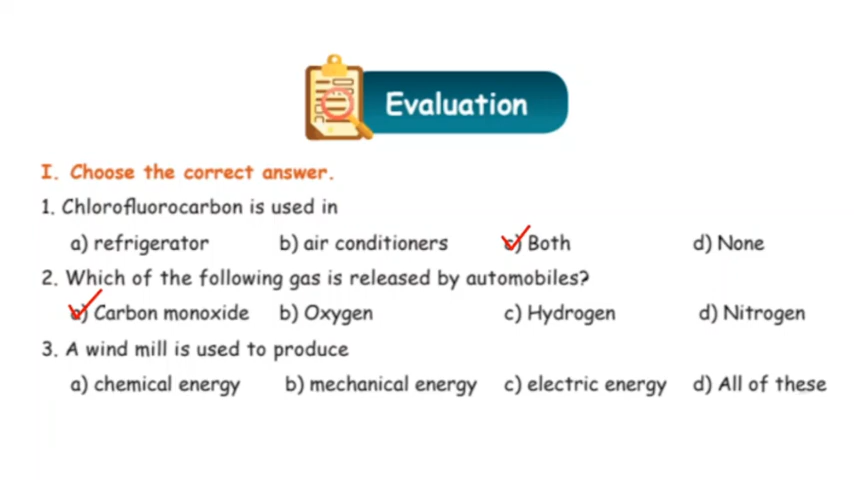 Evaluation
I. Choose the correct answer.
1. Chlorofluorocarbon is used in
a) refrigerator b) air conditioners c) Both d) None
2. Which of the following gas is released by automobiles?
a) Carbon monoxide b) Oxygen c) Hydrogen d) Nitrogen
3. A wind mill is used to produce
a) chemical energy b) mechanical energy c) electric energy d) All of these